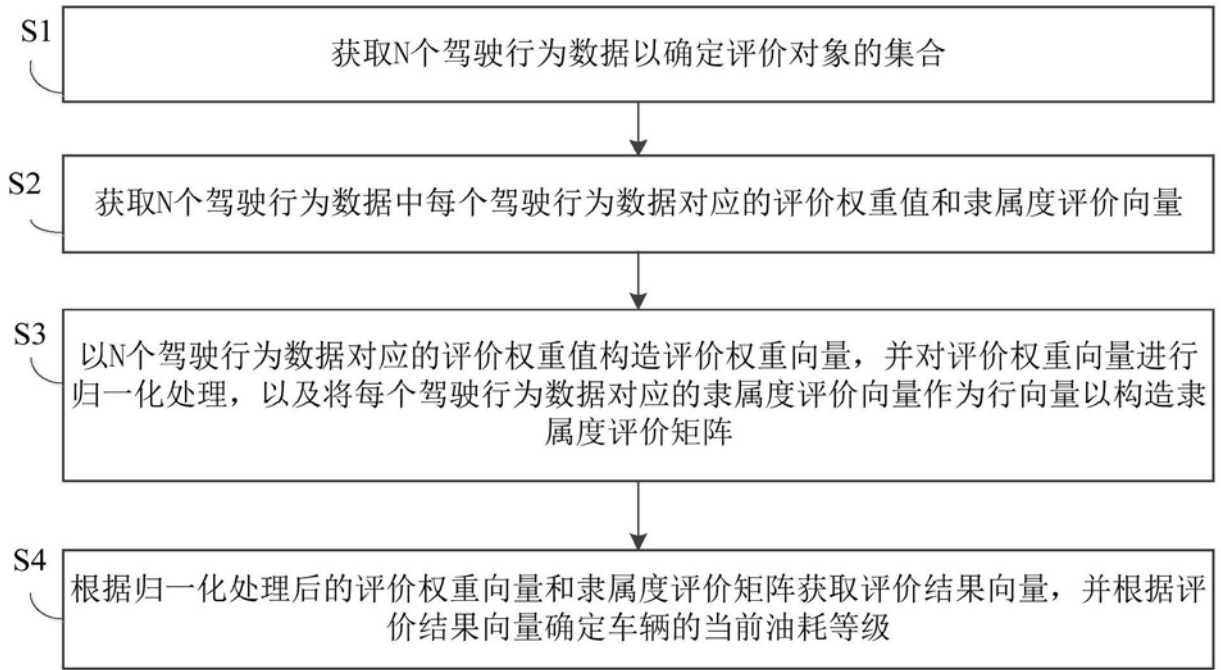 S1
获取N个驾驶行为数据以确定评价对象的集合
S2
获取N个驾驶行为数据中每个驾驶行为数据对应的评价权重值和隶属度评价向量
S3
以N个驾驶行为数据对应的评价权重值构造评价权重向量，并对评价权重向量进行
归一化处理，以及将每个驾驶行为数据对应的隶属度评价向量作为行向量以构造隶
属度评价矩阵
S4
根据归一化处理后的评价权重向量和隶属度评价矩阵获取评价结果向量，并根据评
价结果向量确定车辆的当前油耗等级